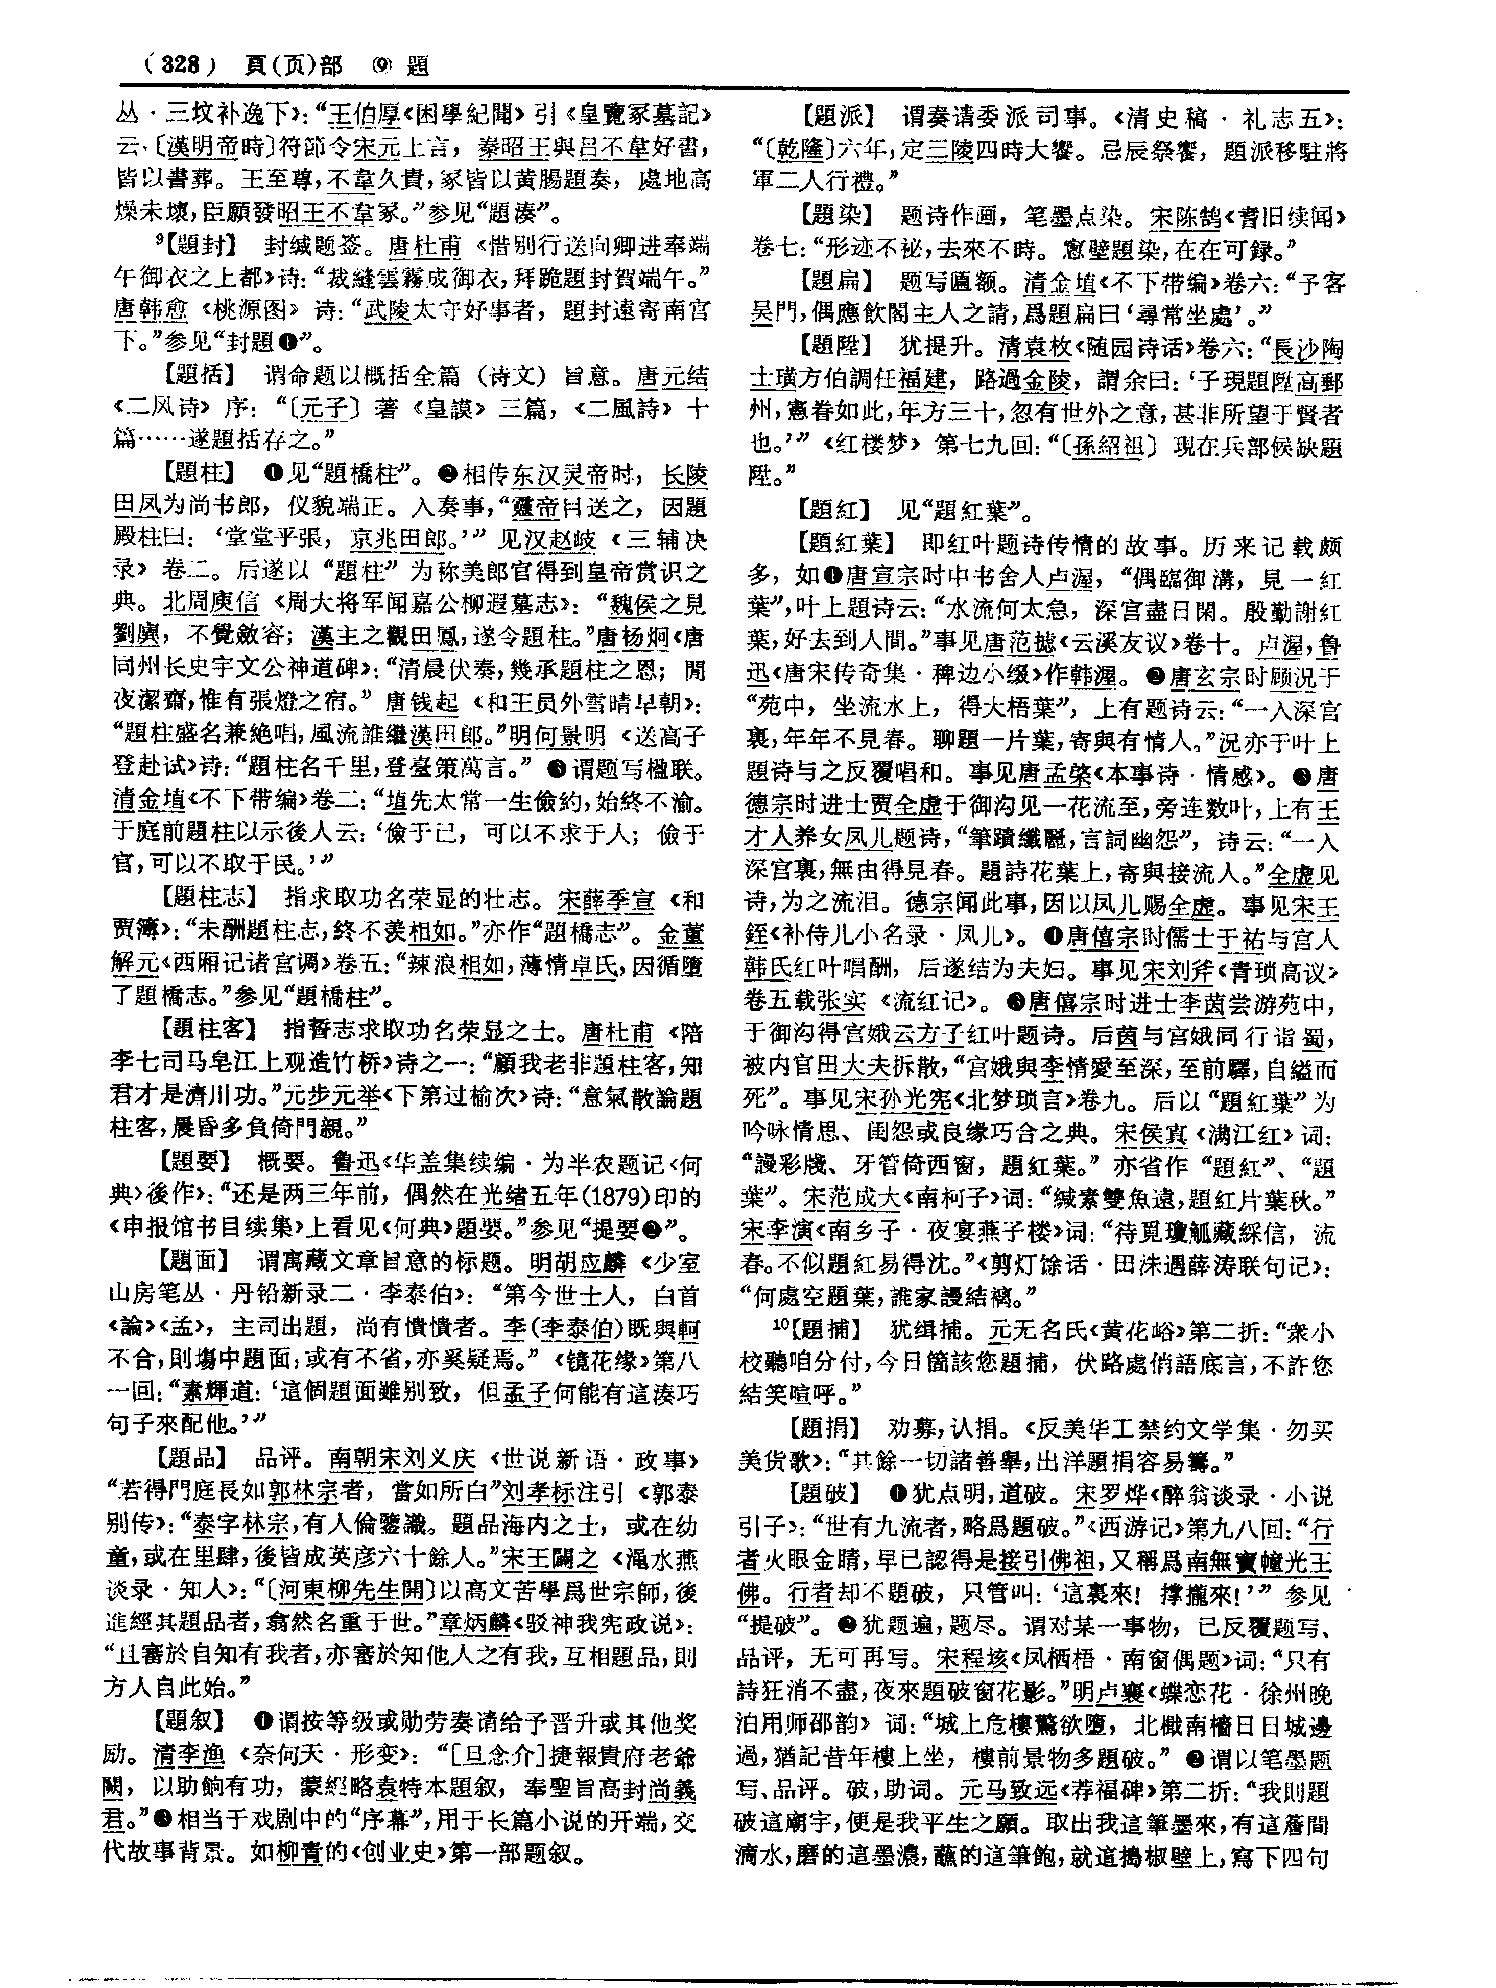 （328） 頁(页)部 ⑨ 題
丛·三坟补逸下》：“王伯厚《困學紀聞》引《皇覽冢墓記》
云：〔漢明帝時〕符節令宋元上言，秦昭王與吕不韋好書，
皆以書葬。王至尊，不韋久貴，冢皆以黄腸題奏，處地高
燥未壞，臣願發昭王不韋冢。”参见“題湊”。
⁹【題封】 封缄题签。唐杜甫《惜别行送向卿进奉端
午御衣之上都》诗：“裁縫雲霧成御衣，拜跪題封賀端午。”
唐韩愈《桃源图》诗：“武陵太守好事者，題封遠寄南宫
下。”参见“封題❶”。
【題括】 谓命题以概括全篇（诗文）旨意。唐元结
《二风诗》序：“〔元子〕著《皇謨》三篇，《二風詩》十
篇……遂題括存之。”
【題柱】 ❶见“題橋柱”。❷相传东汉灵帝时，长陵
田凤为尚书郎，仪貌端正。入奏事，“靈帝目送之，因題
殿柱曰：‘堂堂乎張，京兆田郎。’”见汉赵岐《三辅决
录》卷二。后遂以“題柱”为称美郎官得到皇帝赏识之
典。北周庾信《周大将军闻嘉公柳遐墓志》：“魏侯之見
劉廙，不覺斂容；漢主之觀田鳳，遂令題柱。”唐杨炯《唐
同州长史宇文公神道碑》：“清晨伏奏，幾承題柱之恩；閒
夜潔齋，惟有張燈之宿。”唐钱起《和王员外雪晴早朝》：
“題柱盛名兼絶唱，風流誰繼漢田郎。”明何景明《送高子
登赴试》诗：“題柱名千里，登臺策萬言。”❸谓题写楹联。
清金埴《不下带编》卷二：“埴先太常一生儉約，始終不渝。
于庭前題柱以示後人云：‘儉于己，可以不求于人；儉于
官，可以不取于民。’”
【題柱志】 指求取功名荣显的壮志。宋薛季宣《和
贾簿》：“未酬題柱志，終不羨相如。”亦作“題橋志”。金董
解元《西厢记诸宫调》卷五：“辣浪相如，薄情卓氏，因循墮
了題橋志。”参见“題橋柱”。
【題柱客】 指誓志求取功名荣显之士。唐杜甫《陪
李七司马皂江上观造竹桥》诗之一：“顧我老非題柱客，知
君才是濟川功。”元步元举《下第过榆次》诗：“意氣散論題
柱客，晨昏多負倚門親。”
【題要】 概要。鲁迅《华盖集续编·为半农题记〈何
典〉後作》：“还是两三年前，偶然在光绪五年(1879)印的
《申报馆书目续集》上看见《何典》題要。”参见“提要❷”。
【題面】 谓寓藏文章旨意的标题。明胡应麟《少室
山房笔丛·丹铅新录二·李泰伯》：“第今世士人，白首
《論》《孟》，主司出題，尚有憒憒者。李(李泰伯)既與軻
不合，則塲中題面，或有不省，亦奚疑焉。”《镜花缘》第八
一回：“素輝道：‘這個題面雖别致，但孟子何能有這湊巧
句子來配他。’”
【題品】 品评。南朝宋刘义庆《世说新语·政事》
“若得門庭長如郭林宗者，當如所白”刘孝标注引《郭泰
别传》：“泰字林宗，有人倫鑒識。題品海内之士，或在幼
童，或在里肆，後皆成英彦六十餘人。”宋王闢之《渑水燕
谈录·知人》：“〔河東柳先生開〕以高文苦學爲世宗師，後
進經其題品者，翕然名重于世。”章炳麟《驳神我宪政说》：
“且審於自知有我者，亦審於知他人之有我，互相題品，則
方人自此始。”
【題叙】 ❶谓按等级或勋劳奏请给予晋升或其他奖
励。清李渔《奈何天·形变》：“［旦念介］捷報貴府老爺
闕，以助餉有功，蒙經略袁特本題叙，奉聖旨高封尚義
君。”❷相当于戏剧中的“序幕”，用于长篇小说的开端，交
代故事背景。如柳青的《创业史》第一部题叙。
【題派】 谓奏请委派司事。《清史稿·礼志五》：
“〔乾隆〕六年，定三陵四時大饗。忌辰祭饗，題派移駐將
軍二人行禮。”
【題染】 题诗作画，笔墨点染。宋陈鹄《耆旧续闻》
卷七：“形迹不祕，去來不時。窻壁題染，在在可録。”
【題扁】 题写匾额。清金埴《不下带编》卷六：“予客
吴門，偶應飲閣主人之請，爲題扁曰‘尋常坐處’。”
【題陞】 犹提升。清袁枚《随园诗话》卷六：“長沙陶
士璜方伯調任福建，路過金陵，謂余曰：‘子現題陞高郵
州，憲眷如此，年方三十，忽有世外之意，甚非所望于賢者
也。’”《红楼梦》第七九回：“〔孫紹祖〕現在兵部候缺題
陞。”
【題紅】 见“題紅葉”。
【題紅葉】 即红叶题诗传情的故事。历来记载颇
多，如❶唐宣宗时中书舍人卢渥，“偶臨御溝，見一紅
葉”，叶上題诗云：“水流何太急，深宫盡日閑。殷勤謝紅
葉，好去到人間。”事见唐范摅《云溪友议》卷十。卢渥，鲁
迅《唐宋传奇集·稗边小缀》作韩渥。❷唐玄宗时顾况于
“苑中，坐流水上，得大梧葉”，上有题诗云：“一入深宫
裏，年年不見春。聊題一片葉，寄與有情人。”况亦于叶上
題诗与之反覆唱和。事见唐孟棨《本事诗·情感》。❸唐
德宗时进士贾全虚于御沟见一花流至，旁连数叶，上有王
才人养女凤儿题诗，“筆蹟纖麗，言詞幽怨”，诗云：“一入
深宫裏，無由得見春。題詩花葉上，寄與接流人。”全虚见
诗，为之流泪。德宗闻此事，因以凤儿赐全虚。事见宋王
铚《补侍儿小名录·凤儿》。❹唐僖宗时儒士于祐与宫人
韩氏红叶唱酬，后遂结为夫妇。事见宋刘斧《青琐高议》
卷五载张实《流红记》。❺唐僖宗时进士李茵尝游苑中，
于御沟得宫娥云方子红叶题诗。后茵与宫娥同行诣蜀，
被内官田大夫拆散，“宫娥與李情愛至深，至前驛，自縊而
死”。事见宋孙光宪《北梦琐言》卷九。后以“題紅葉”为
吟咏情思、闺怨或良缘巧合之典。宋侯寘《满江红》词：
“謾彩牋、牙管倚西窗，題紅葉。”亦省作“題紅”、“題
葉”。宋范成大《南柯子》词：“緘素雙魚遠，題紅片葉秋。”
宋李演《南乡子·夜宴燕子楼》词：“待覓瓊觚藏綵信，流
春。不似題紅易得沈。”《剪灯馀话·田洙遇薛涛联句记》：
“何處空題葉，誰家謾結褵。”
¹⁰【題捕】 犹缉捕。元无名氏《黄花峪》第二折：“衆小
校聽咱分付，今日箇該您題捕，伏路處俏語底言，不許您
結笑喧呼。”
【題捐】 劝募，认捐。《反美华工禁约文学集·勿买
美货歌》：“其餘一切諸善舉，出洋題捐容易籌。”
【題破】 ❶犹点明，道破。宋罗烨《醉翁谈录·小说
引子》：“世有九流者，略爲題破。”《西游记》第九八回：“行
者火眼金睛，早已認得是接引佛祖，又稱爲南無寶幢光王
佛。行者却不題破，只管叫：‘這裏來！撑攏來！’”参见
“提破”。❷犹题遍，题尽。谓对某一事物，已反覆题写、
品评，无可再写。宋程垓《凤栖梧·南窗偶题》词：“只有
詩狂消不盡，夜來題破窗花影。”明卢襄《蝶恋花·徐州晚
泊用师邵韵》词：“城上危樓驚欲墮，北檝南檣日日城邊
過，猶記昔年樓上坐，樓前景物多題破。”❸谓以笔墨题
写、品评。破，助词。元马致远《荐福碑》第二折：“我則題
破這廟宇，便是我平生之願。取出我這筆墨來，有這簷間
滴水，磨的這墨濃，蘸的這筆飽，就這搗椒壁上，寫下四句